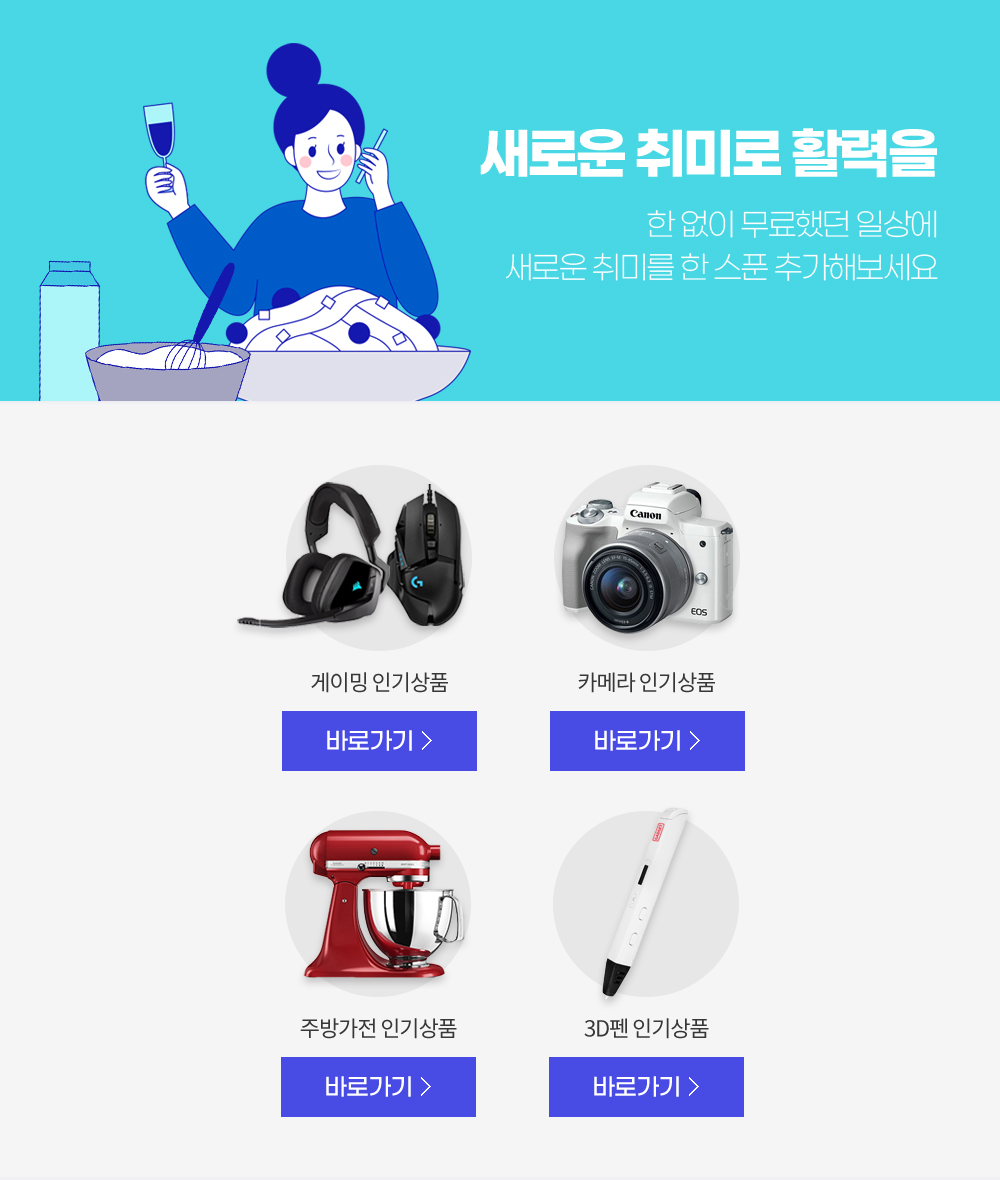 새로운 취미로 활력을
한 없이 무료했던 일상에
새로운 취미를 한 스푼 추가해보세요
Canon
EOS
게이밍 인기상품
카메라 인기상품
바로가기 >
바로가기 >
주방가전 인기상품
3D펜 인기상품
바로가기 >
바로가기 >